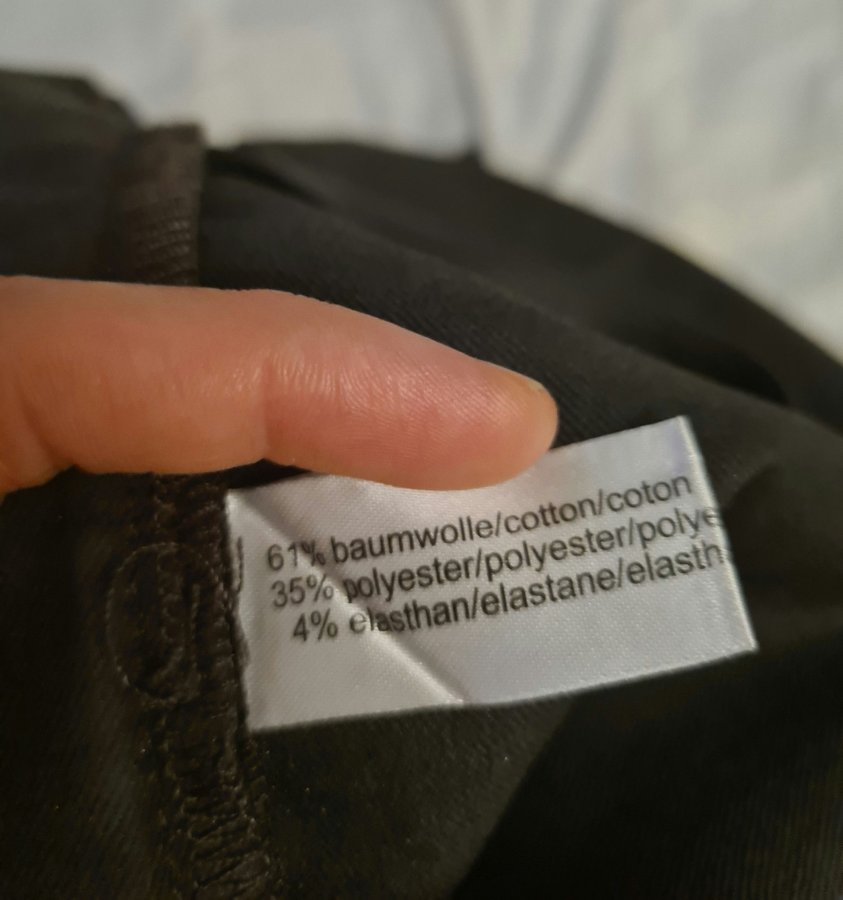 61% baumwolle/cotton/coton
35% polyester/polyester/polye
4% elasthan/elastane/elasth